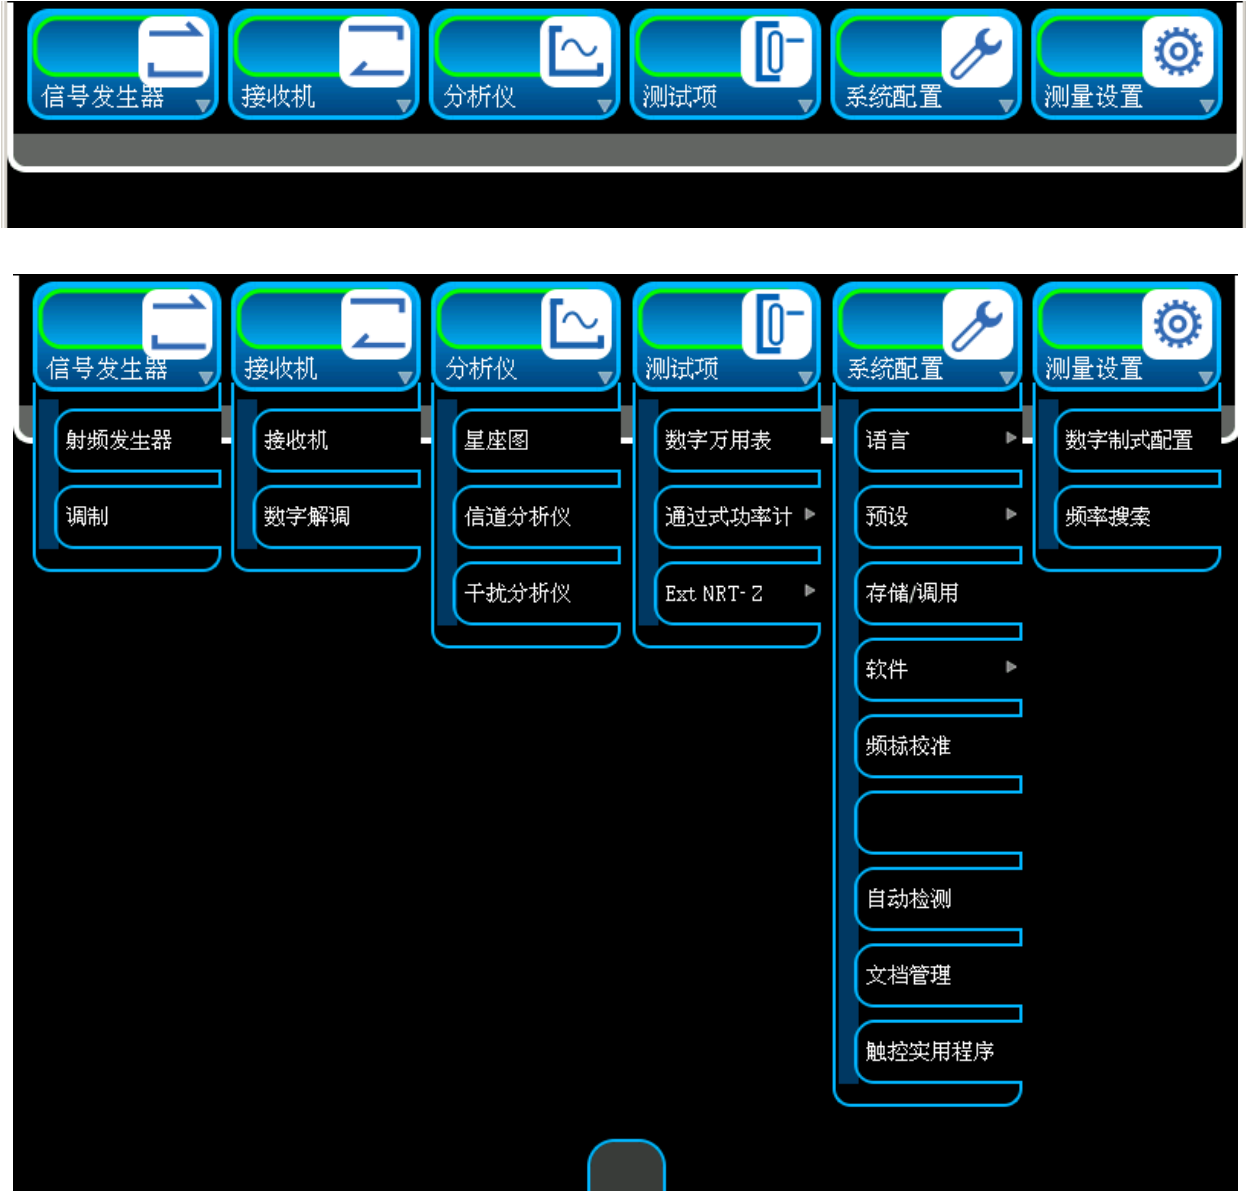 信号发生器 接收机 分析仪 测试项 系统配置 测量设置
信号发生器 接收机 分析仪 测试项 系统配置 测量设置
射频发生器 接收机 星座图 数字万用表 语言 数字制式配置
调制 数字解调 信道分析仪 通过式功率计 预设 频率搜索
干扰分析仪 Ext NRT- Z 存储/调用
软件
频标校准
自动检测
文档管理
触控实用程序